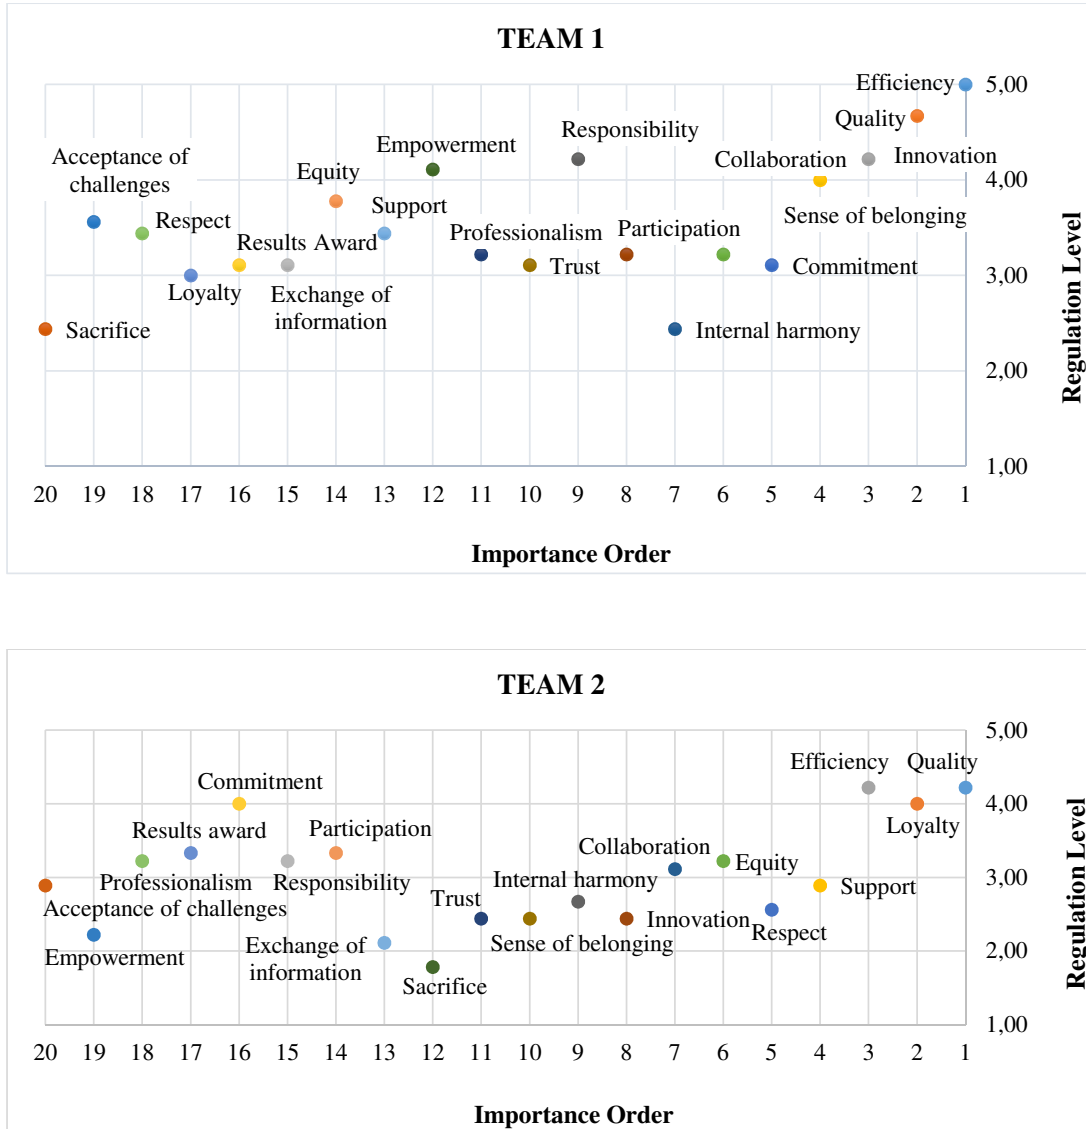 TEAM 1
Efficiency
5,00
Quality
Empowerment
Responsibility
Acceptance of
challenges
Equity
Collaboration
Innovation
4,00
Respect
Support
Sense of belonging
Results Award
Professionalism
Participation
Loyalty
Exchange of
information
Trust
Commitment
3,00
Sacrifice
Internal harmony
2,00
1,00
Regulation Level
20 19 18 17 16 15 14 13 12 11 10 9 8 7 6 5 4 3 2 1
Importance Order
TEAM 2
5,00
Commitment
Efficiency
Quality
4,00
Results award
Participation
Loyalty
Collaboration
Professionalism
Responsibility
Internal harmony
Equity
3,00
Support
Acceptance of challenges
Trust
Innovation
Empowerment
Exchange of
information
Sense of belonging
Respect
2,00
Sacrifice
1,00
Regulation Level
20 19 18 17 16 15 14 13 12 11 10 9 8 7 6 5 4 3 2 1
Importance Order